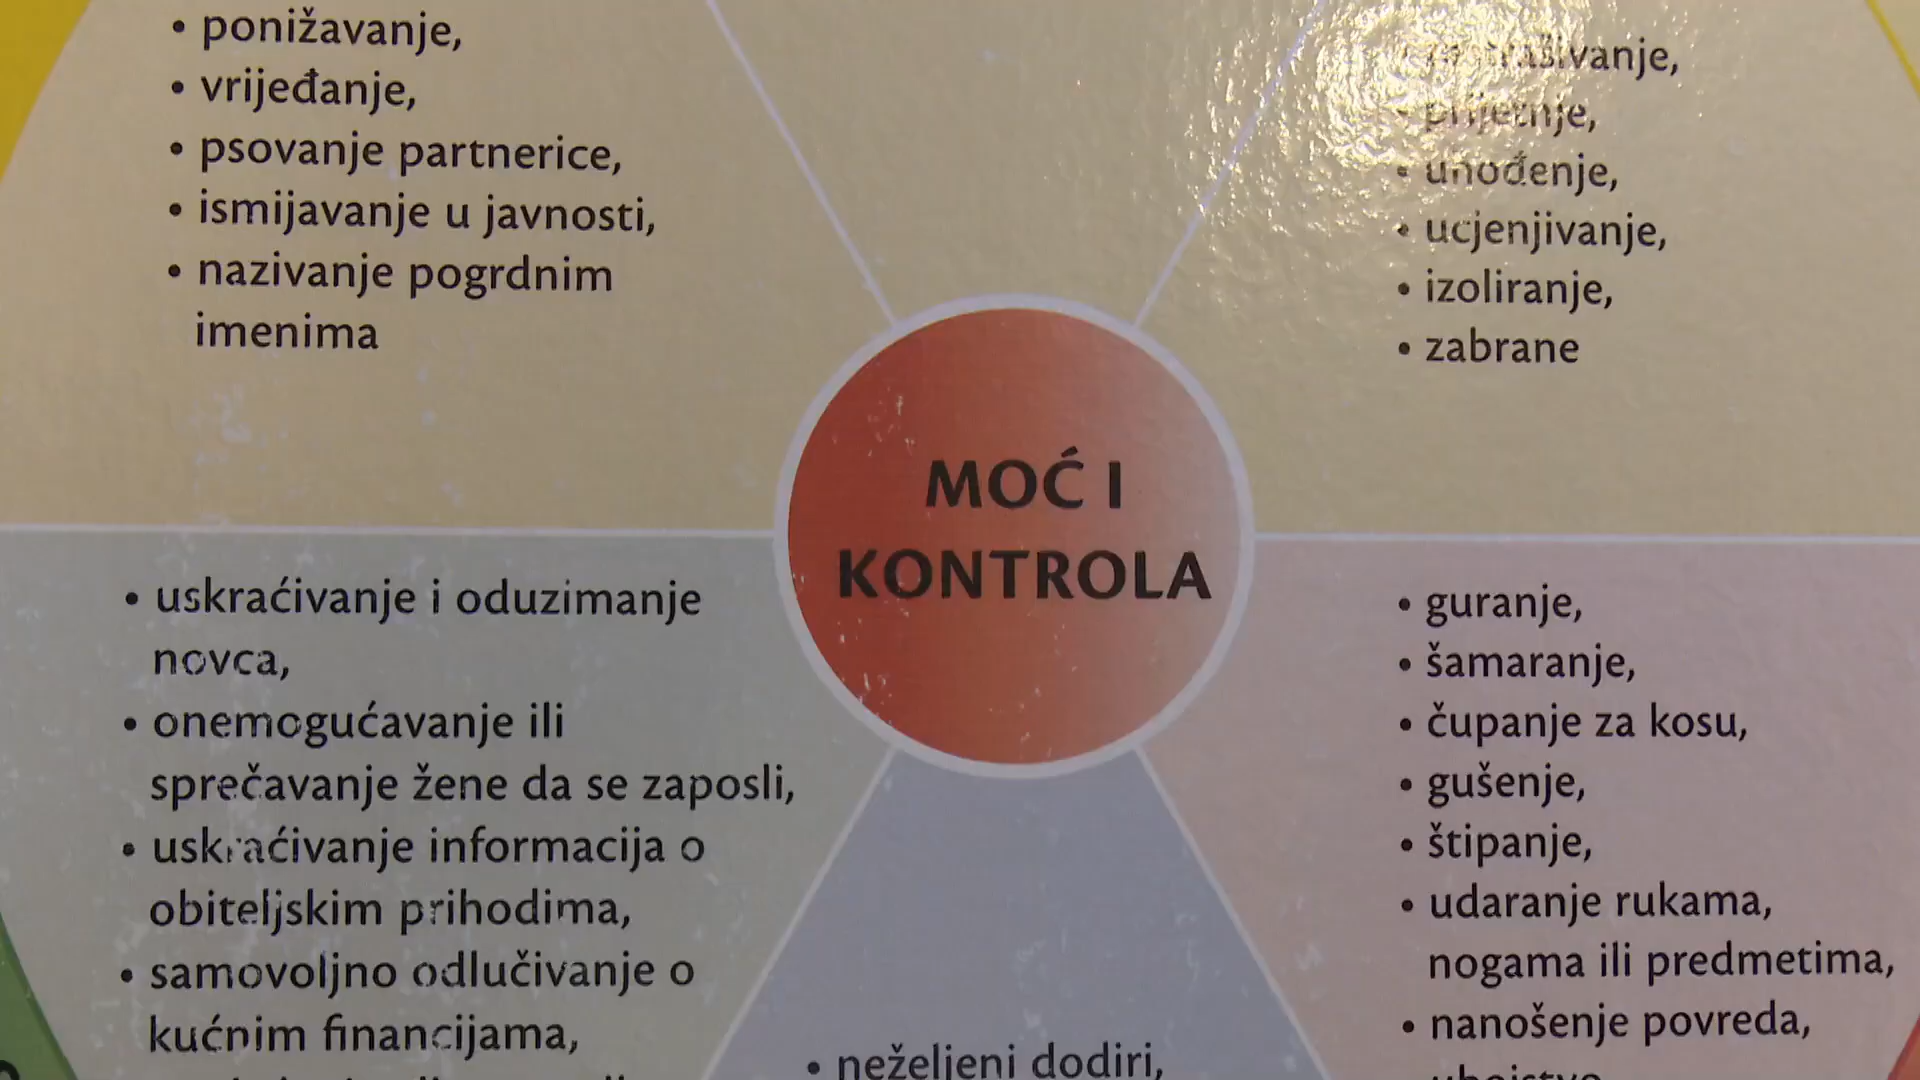 • ponižavanje,
• vrijeđanje,
• psovanje partnerice,
• ismijavanje u javnosti,
• nazivanje pogrdnim
imenima
• prijetnje,
• uhođenje,
• ucjenjivanje,
• izoliranje,
• zabrane
MOĆ I
KONTROLA
• uskraćivanje i oduzimanje
novca,
• onemogućavanje ili
sprečavanje žene da se zaposli,
• uskraćivanje informacija o
obiteljskim prihodima,
• samovoljno odlučivanje o
kućnim financijama,
• guranje,
• šamaranje,
• čupanje za kosu,
• gušenje,
• štipanje,
• udaranje rukama,
nogama ili predmetima,
• nanošenje povreda,
• neželjeni dodiri,